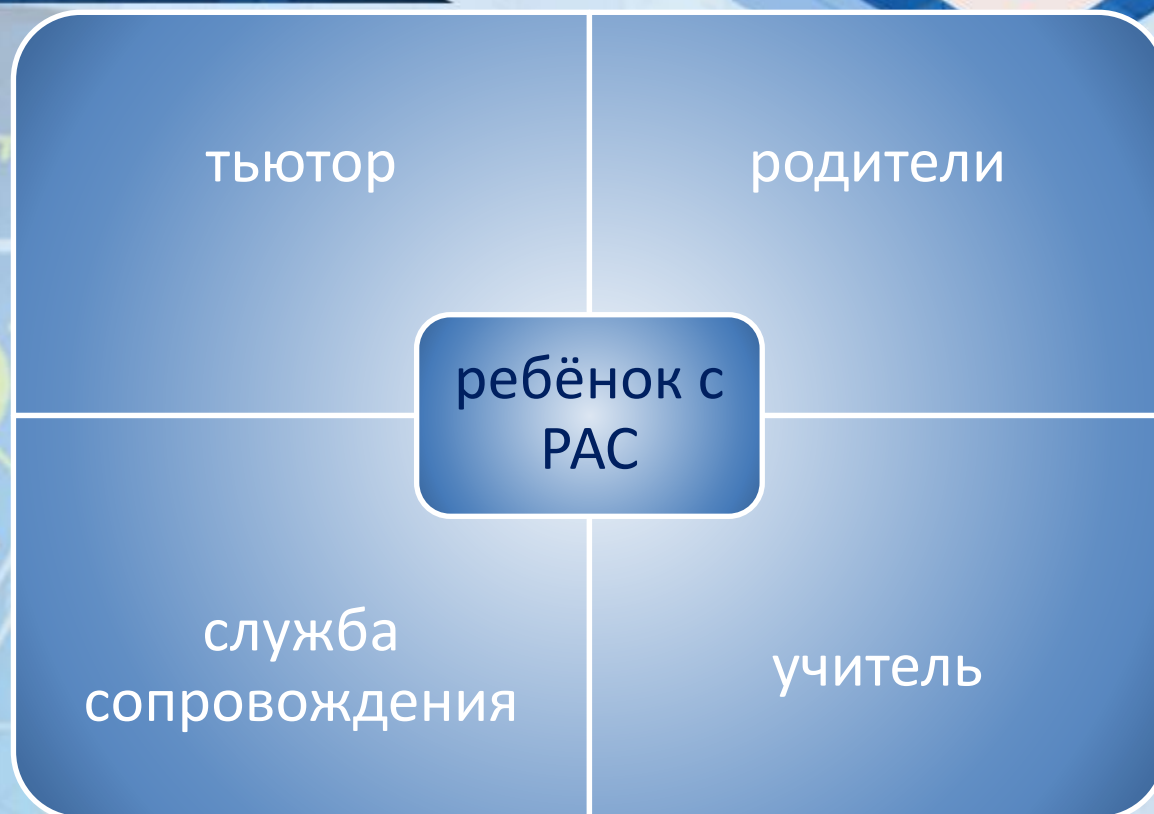 тьютор
родители
ребёнок с
РАС
служба
сопровождения
учитель